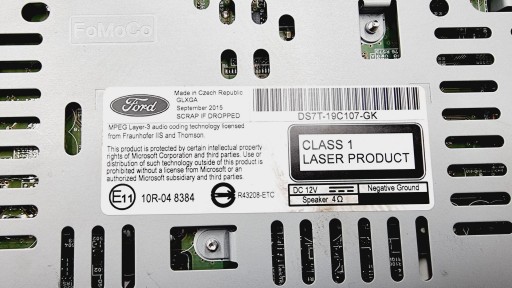 FoMoCo
Ford
Made in Czech Republic
GLXGA
September 2015
SCRAP IF DROPPED
DS7T-19C107-GK
MPEG Layer-3 audio coding technology licensed
from Fraunhofer IIS and Thomson.
This product is protected by certain intellectual property
rights of Microsoft Corporation and third parties. Use or
distribution of such technology outside of this product is
prohibited without a license from Microsoft or an
authorized Microsoft subsidiary and third parties.
CLASS 1
LASER PRODUCT
DC 12V
Negative Ground
Speaker 4Ω
E11 10R-04 8384
R43208-ETC